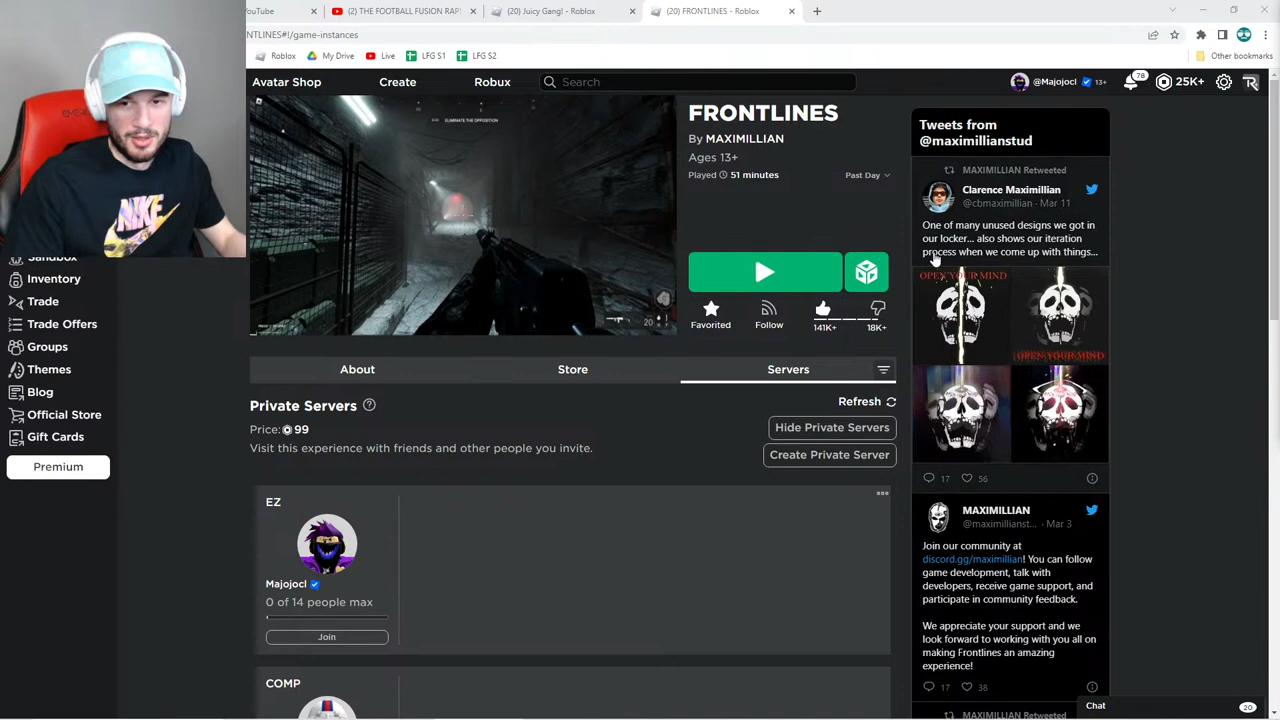 YouTube
(2) THE FOOTBALL FUSION RAP!
(20) Juicy Gang! - Roblox
(20) FRONTLINES - Roblox
NTLINES#!/game-instances
Roblox
My Drive
Live
LFG S1
LFG S2
Other bookmarks
Avatar Shop
Create
Robux
Search
@Majojocl
13+
78
25K+
NIKE
Sandbox
Inventory
Trade
Trade Offers
Groups
Themes
Blog
Official Store
Gift Cards
Premium
ELIMINATE THE OPPOSITION
20
FRONTLINES
By MAXIMILLIAN
Ages 13+
Played 51 minutes
Past Day
Favorited
Follow
141K+
18K+
About
Store
Servers
Private Servers
Refresh
Price: 99
Hide Private Servers
Visit this experience with friends and other people you invite.
Create Private Server
EZ
Majojocl
0 of 14 people max
Join
COMP
Tweets from
@maximillianstud
MAXIMILLIAN Retweeted
Clarence Maximillian
@cbmaximillian · Mar 11
One of many unused designs we got in
our locker... also shows our iteration
process when we come up with things...
OPEN YOUR MIND
OPEN YOUR MIND
17
56
MAXIMILLIAN
@maximillianst... · Mar 3
Join our community at
discord.gg/maximillian! You can follow
game development, talk with
developers, receive game support, and
participate in community feedback.
We appreciate your support and we
look forward to working with you all on
making Frontlines an amazing
experience!
17
38
MAXIMILLIAN Retweeted
Chat
20